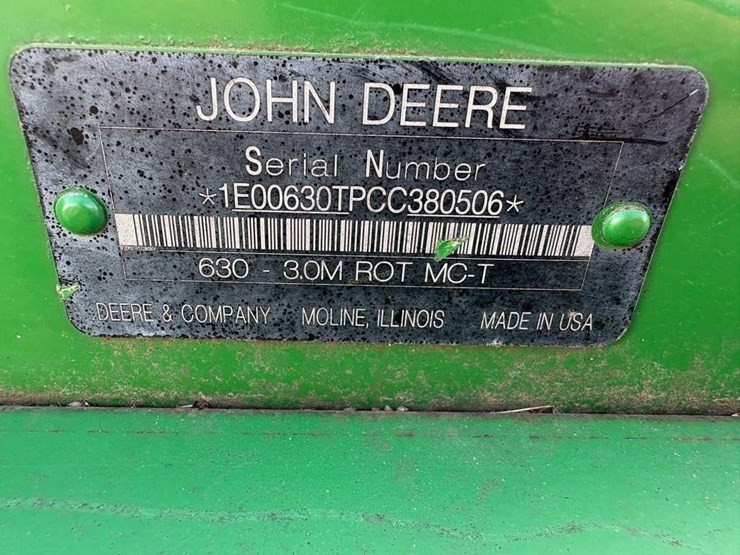 JOHN DEERE
Serial Number
*1E00630TPCC380506*
630 - 3.0M ROT MC-T
DEERE & COMPANY MOLINE, ILLINOIS MADE IN USA